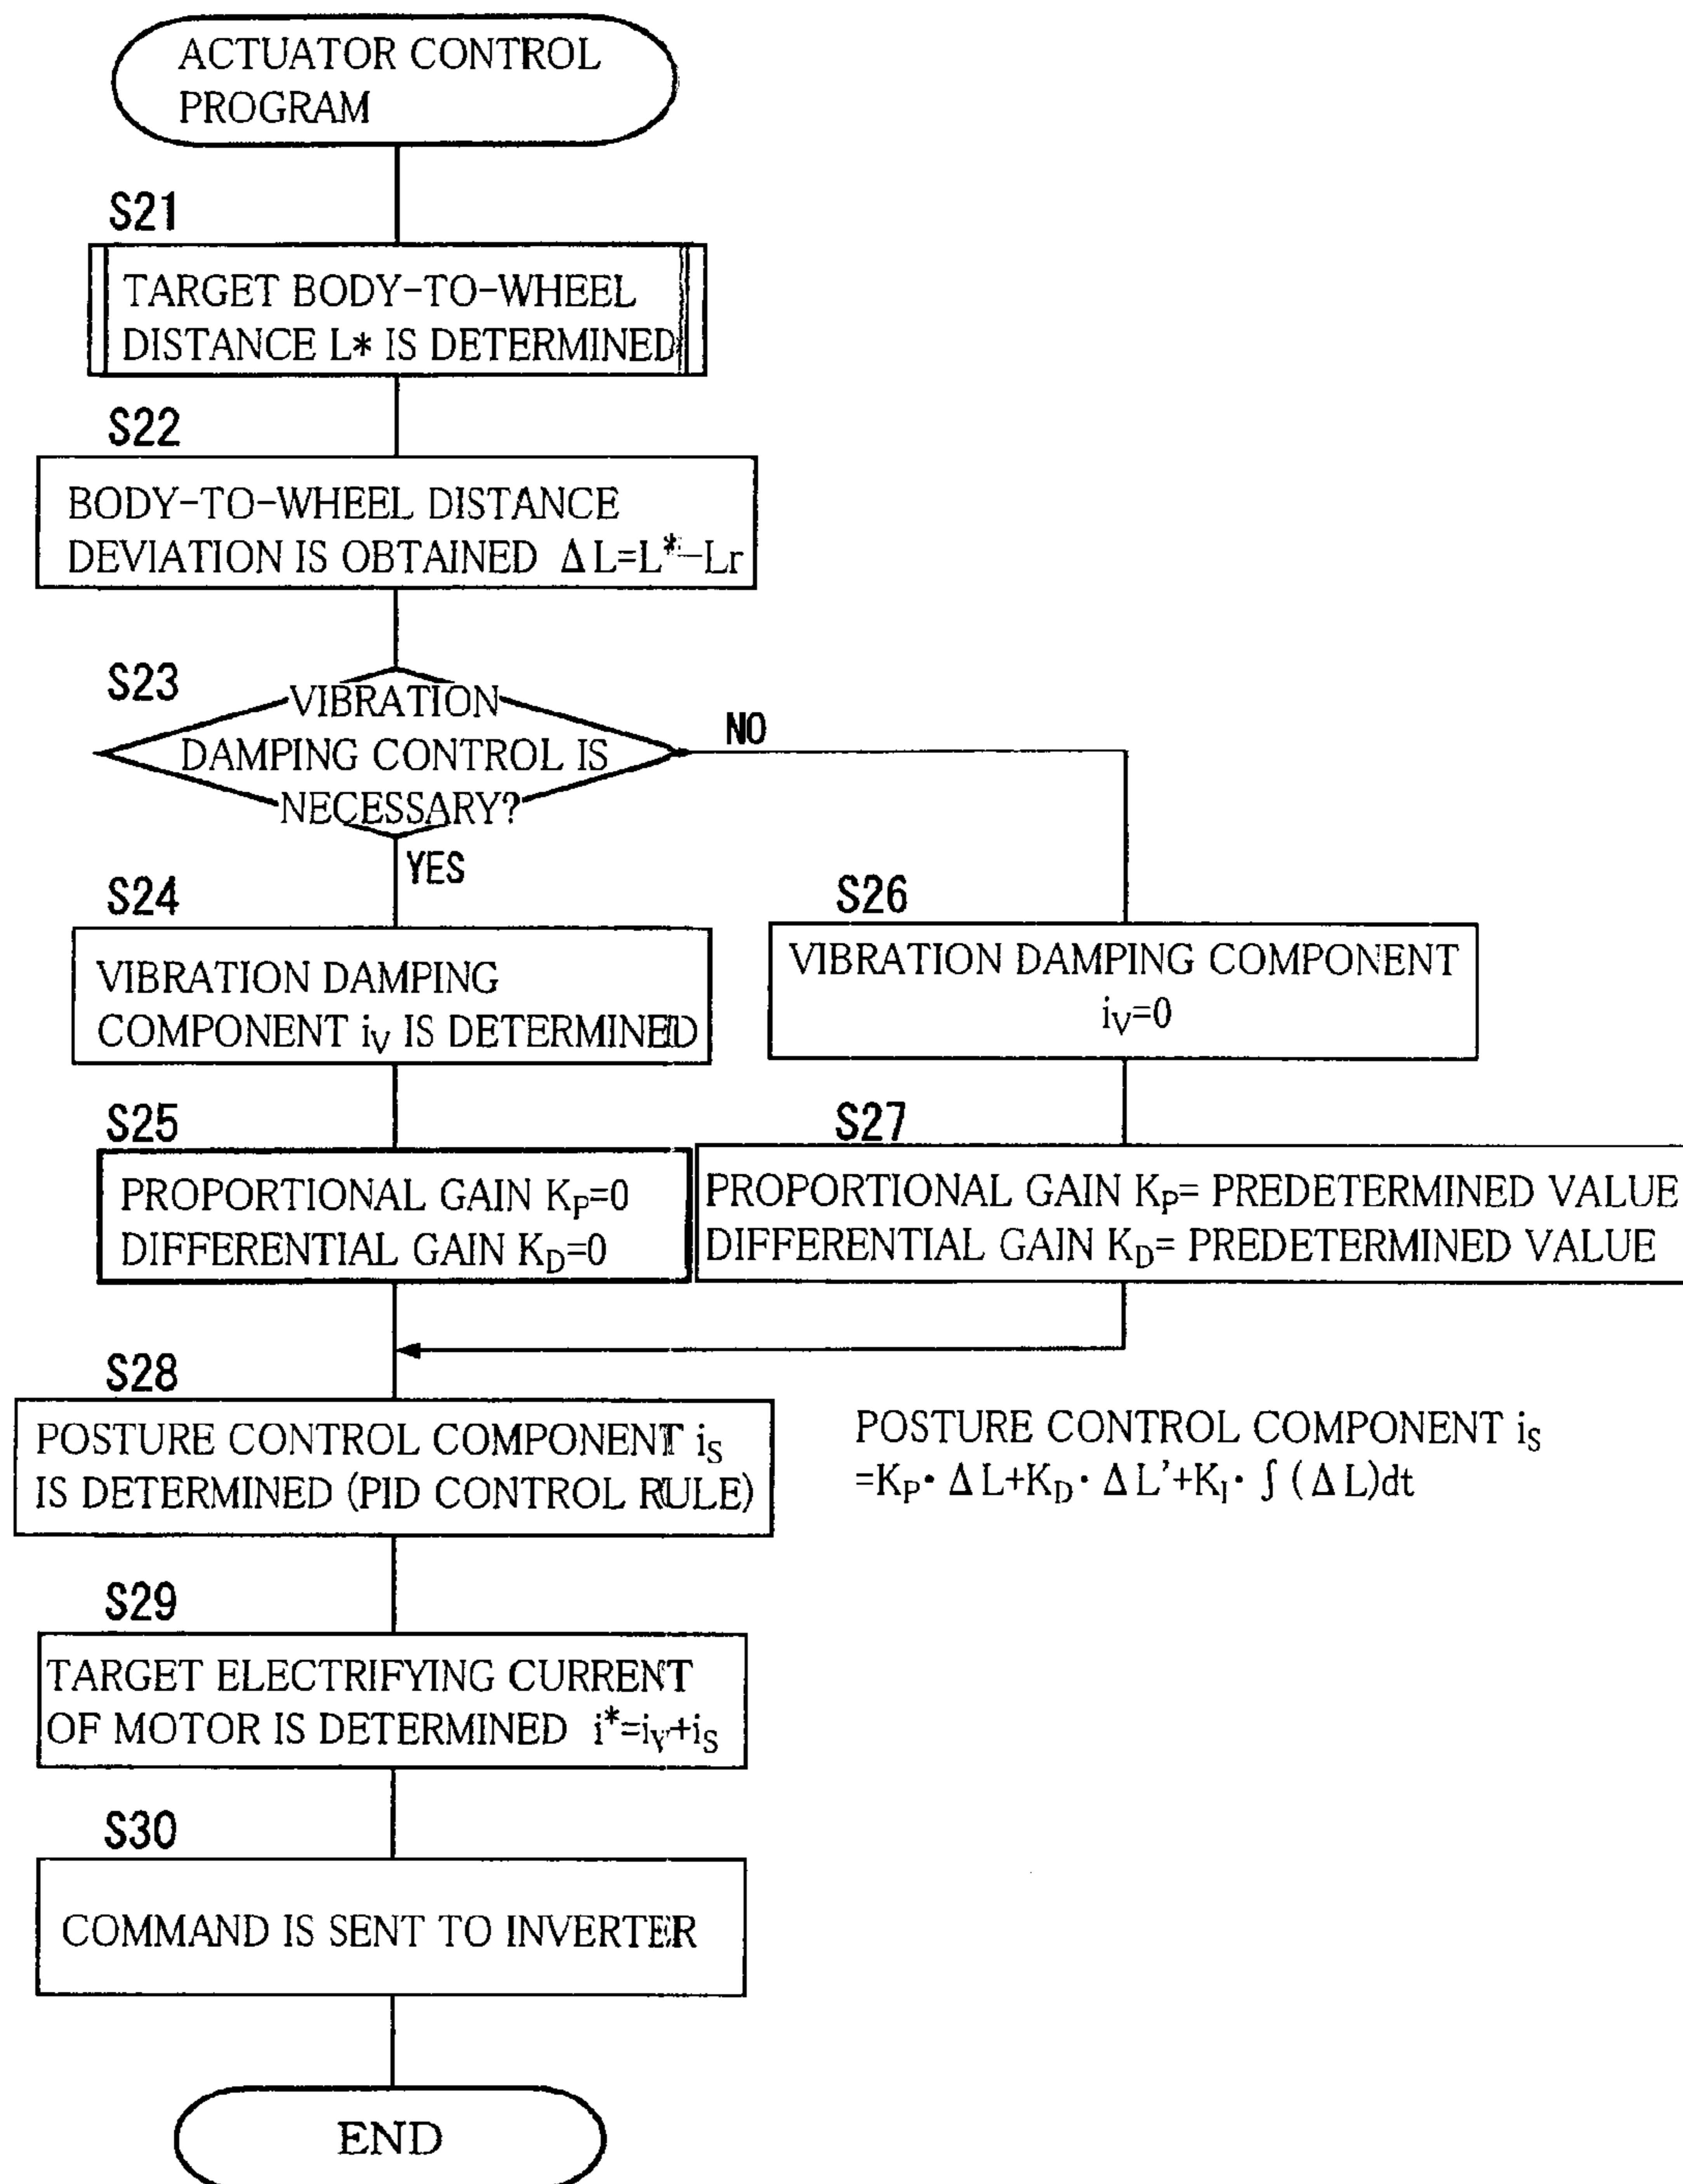 ACTUATOR CONTROL
PROGRAM
S21
TARGET BODY-TO-WHEEL
DISTANCE L* IS DETERMINED
S22
BODY-TO-WHEEL DISTANCE
DEVIATION IS OBTAINED ΔL=L*-Lr
S23
VIBRATION
DAMPING CONTROL IS
NECESSARY?
NO
YES
S24
VIBRATION DAMPING
COMPONENT iV IS DETERMINED
S26
VIBRATION DAMPING COMPONENT
iV=0
S25
PROPORTIONAL GAIN KP=0
DIFFERENTIAL GAIN KD=0
S27
PROPORTIONAL GAIN KP= PREDETERMINED VALUE
DIFFERENTIAL GAIN KD= PREDETERMINED VALUE
S28
POSTURE CONTROL COMPONENT iS
IS DETERMINED (PID CONTROL RULE)
POSTURE CONTROL COMPONENT iS
=KP· ΔL+KD· ΔL'+KI· ∫(ΔL)dt
S29
TARGET ELECTRIFYING CURRENT
OF MOTOR IS DETERMINED i*=iV+iS
S30
COMMAND IS SENT TO INVERTER
END